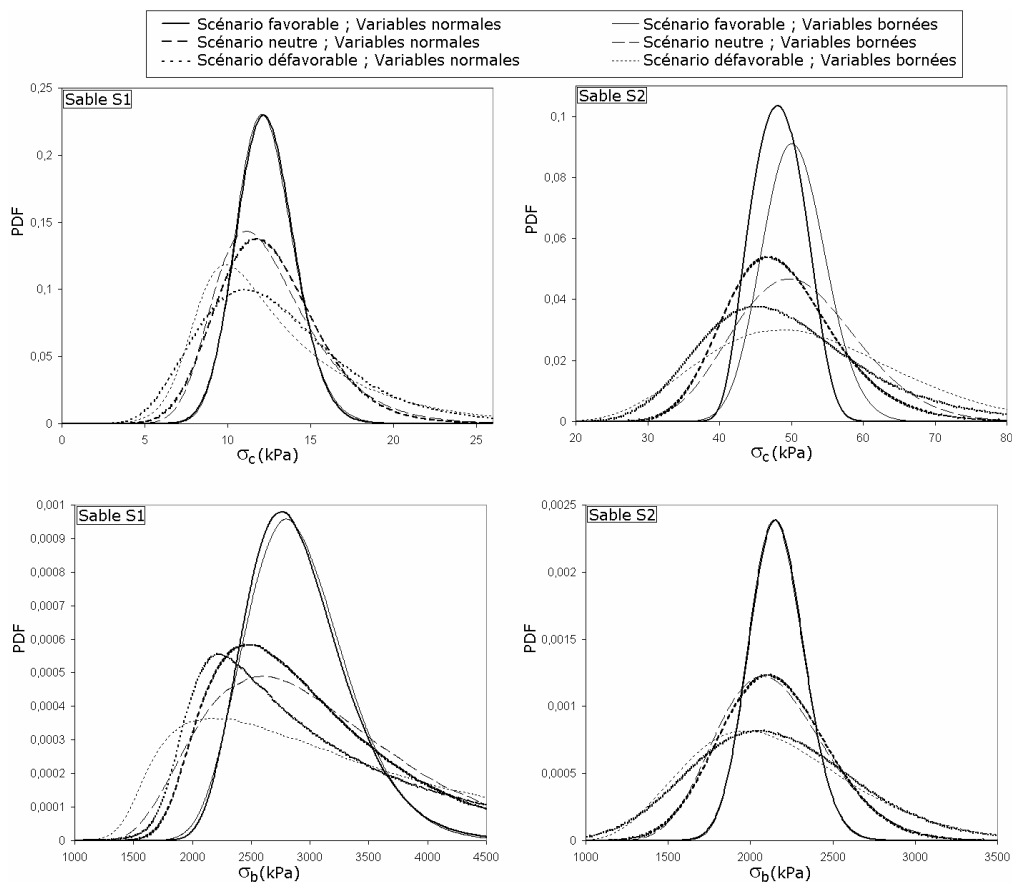 Scénario favorable ; Variables normales
Scénario neutre ; Variables normales
Scénario défavorable ; Variables normales
Scénario favorable ; Variables bornées
Scénario neutre ; Variables bornées
Scénario défavorable ; Variables bornées
Sable S1
0,25
0,2
0,15
0,1
0,05
0
PDF
0 5 10 15 20 25
σc(kPa)
Sable S2
0,1
0,08
0,06
0,04
0,02
0
PDF
20 30 40 50 60 70 80
σc(kPa)
Sable S1
0,001
0,0009
0,0008
0,0007
0,0006
0,0005
0,0004
0,0003
0,0002
0,0001
0
PDF
1000 1500 2000 2500 3000 3500 4000 4500
σb(kPa)
Sable S2
0,0025
0,002
0,0015
0,001
0,0005
0
PDF
1000 1500 2000 2500 3000 3500
σb(kPa)